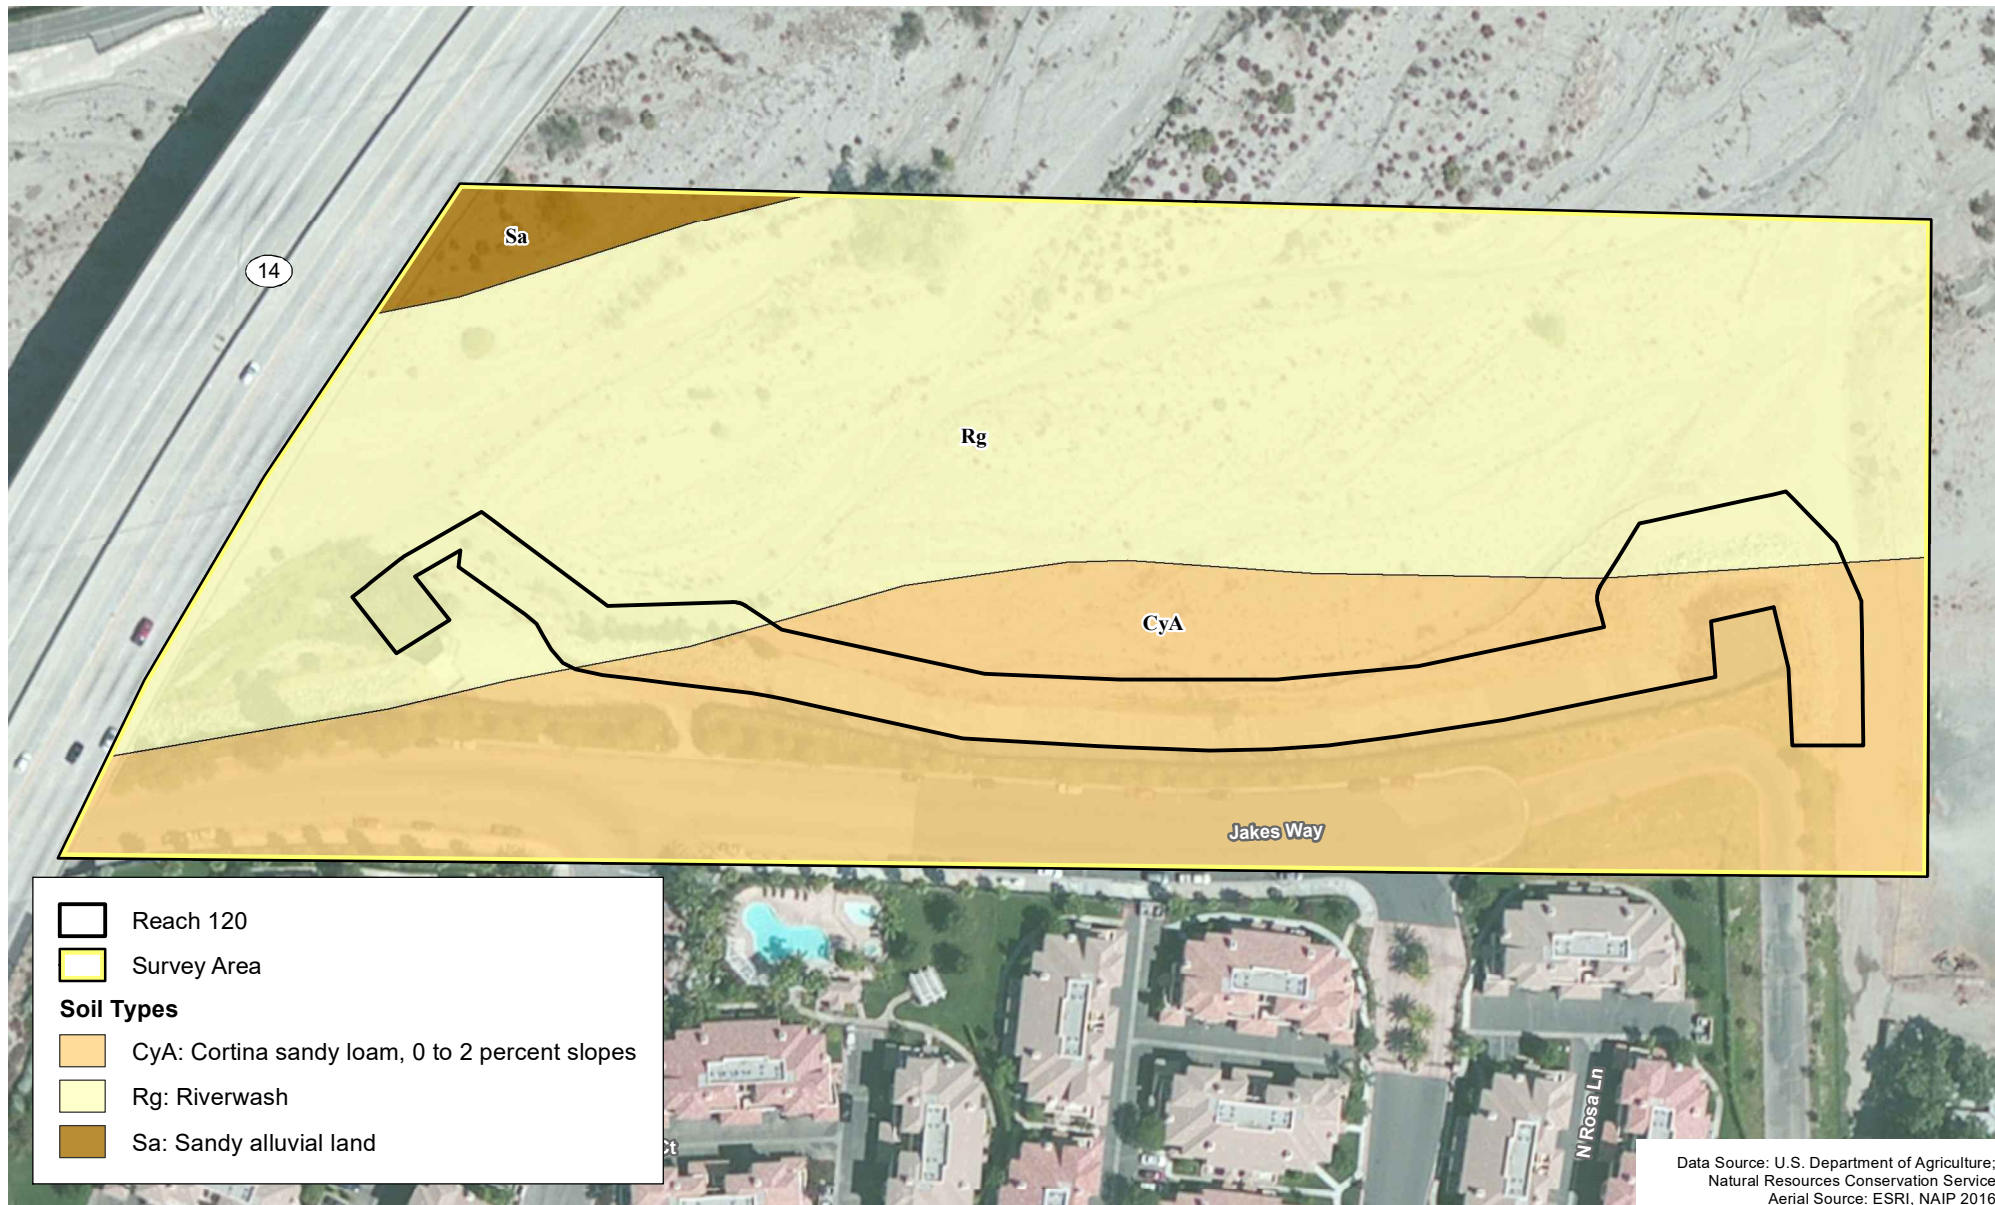 Sa
14
Rg
CyA
Jakes Way
Reach 120
Survey Area
Soil Types
CyA: Cortina sandy loam, 0 to 2 percent slopes
Rg: Riverwash
Sa: Sandy alluvial land
Ct
N Rosa Ln
Data Source: U.S. Department of Agriculture;
Natural Resources Conservation Service
Aerial Source: ESRI, NAIP 2016